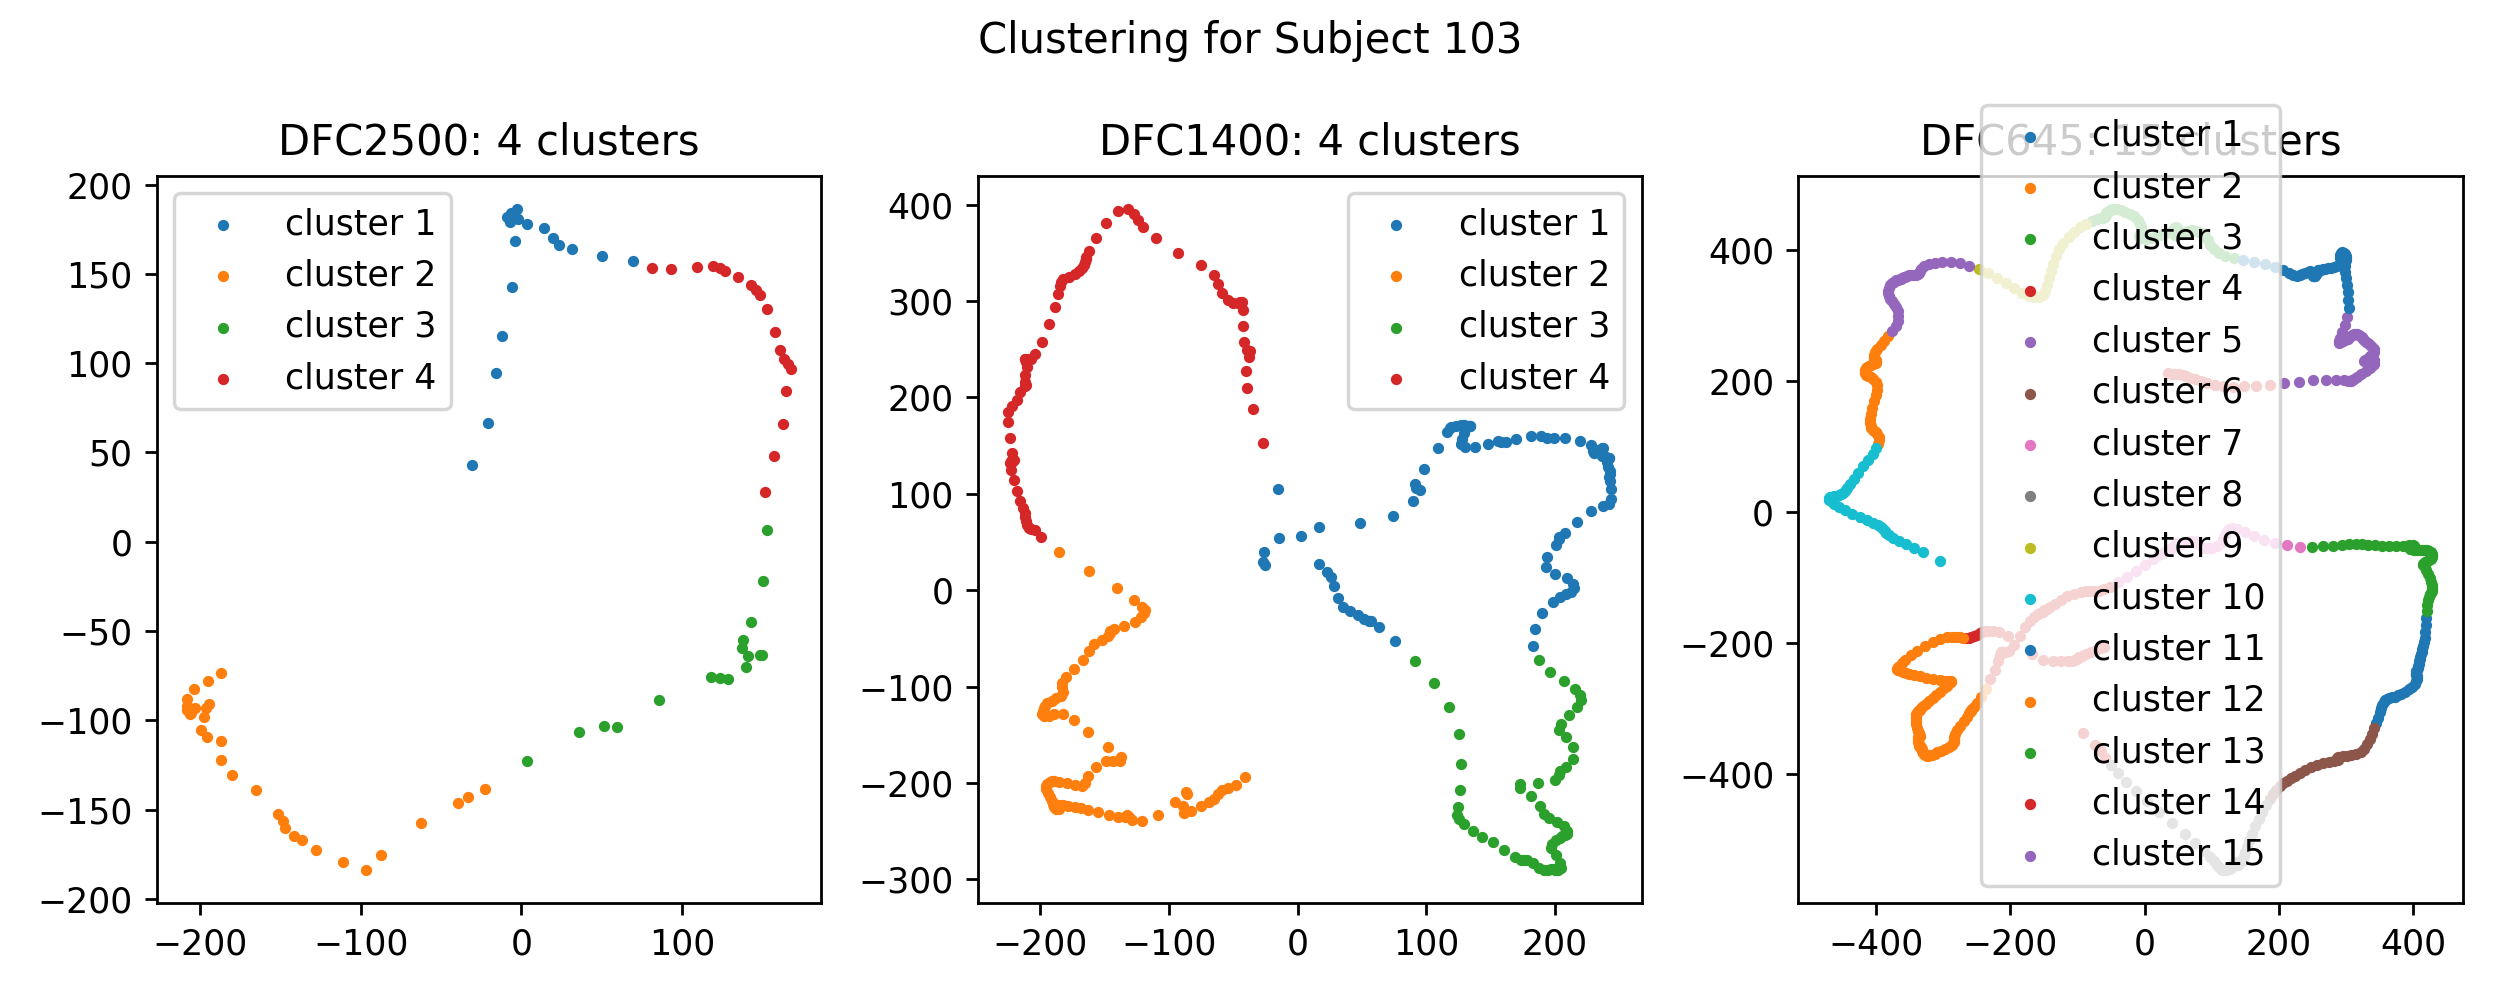 Clustering for Subject 103
DFC2500: 4 clusters
200
150
100
50
0
−50
−100
−150
−200
−200
−100
0
100
cluster 1
cluster 2
cluster 3
cluster 4
DFC1400: 4 clusters
400
300
200
100
0
−100
−200
−300
−200
−100
0
100
200
cluster 1
cluster 2
cluster 3
cluster 4
DFC645: 15 clusters
400
200
0
−200
−400
−400
−200
0
200
400
cluster 1
cluster 2
cluster 3
cluster 4
cluster 5
cluster 6
cluster 7
cluster 8
cluster 9
cluster 10
cluster 11
cluster 12
cluster 13
cluster 14
cluster 15